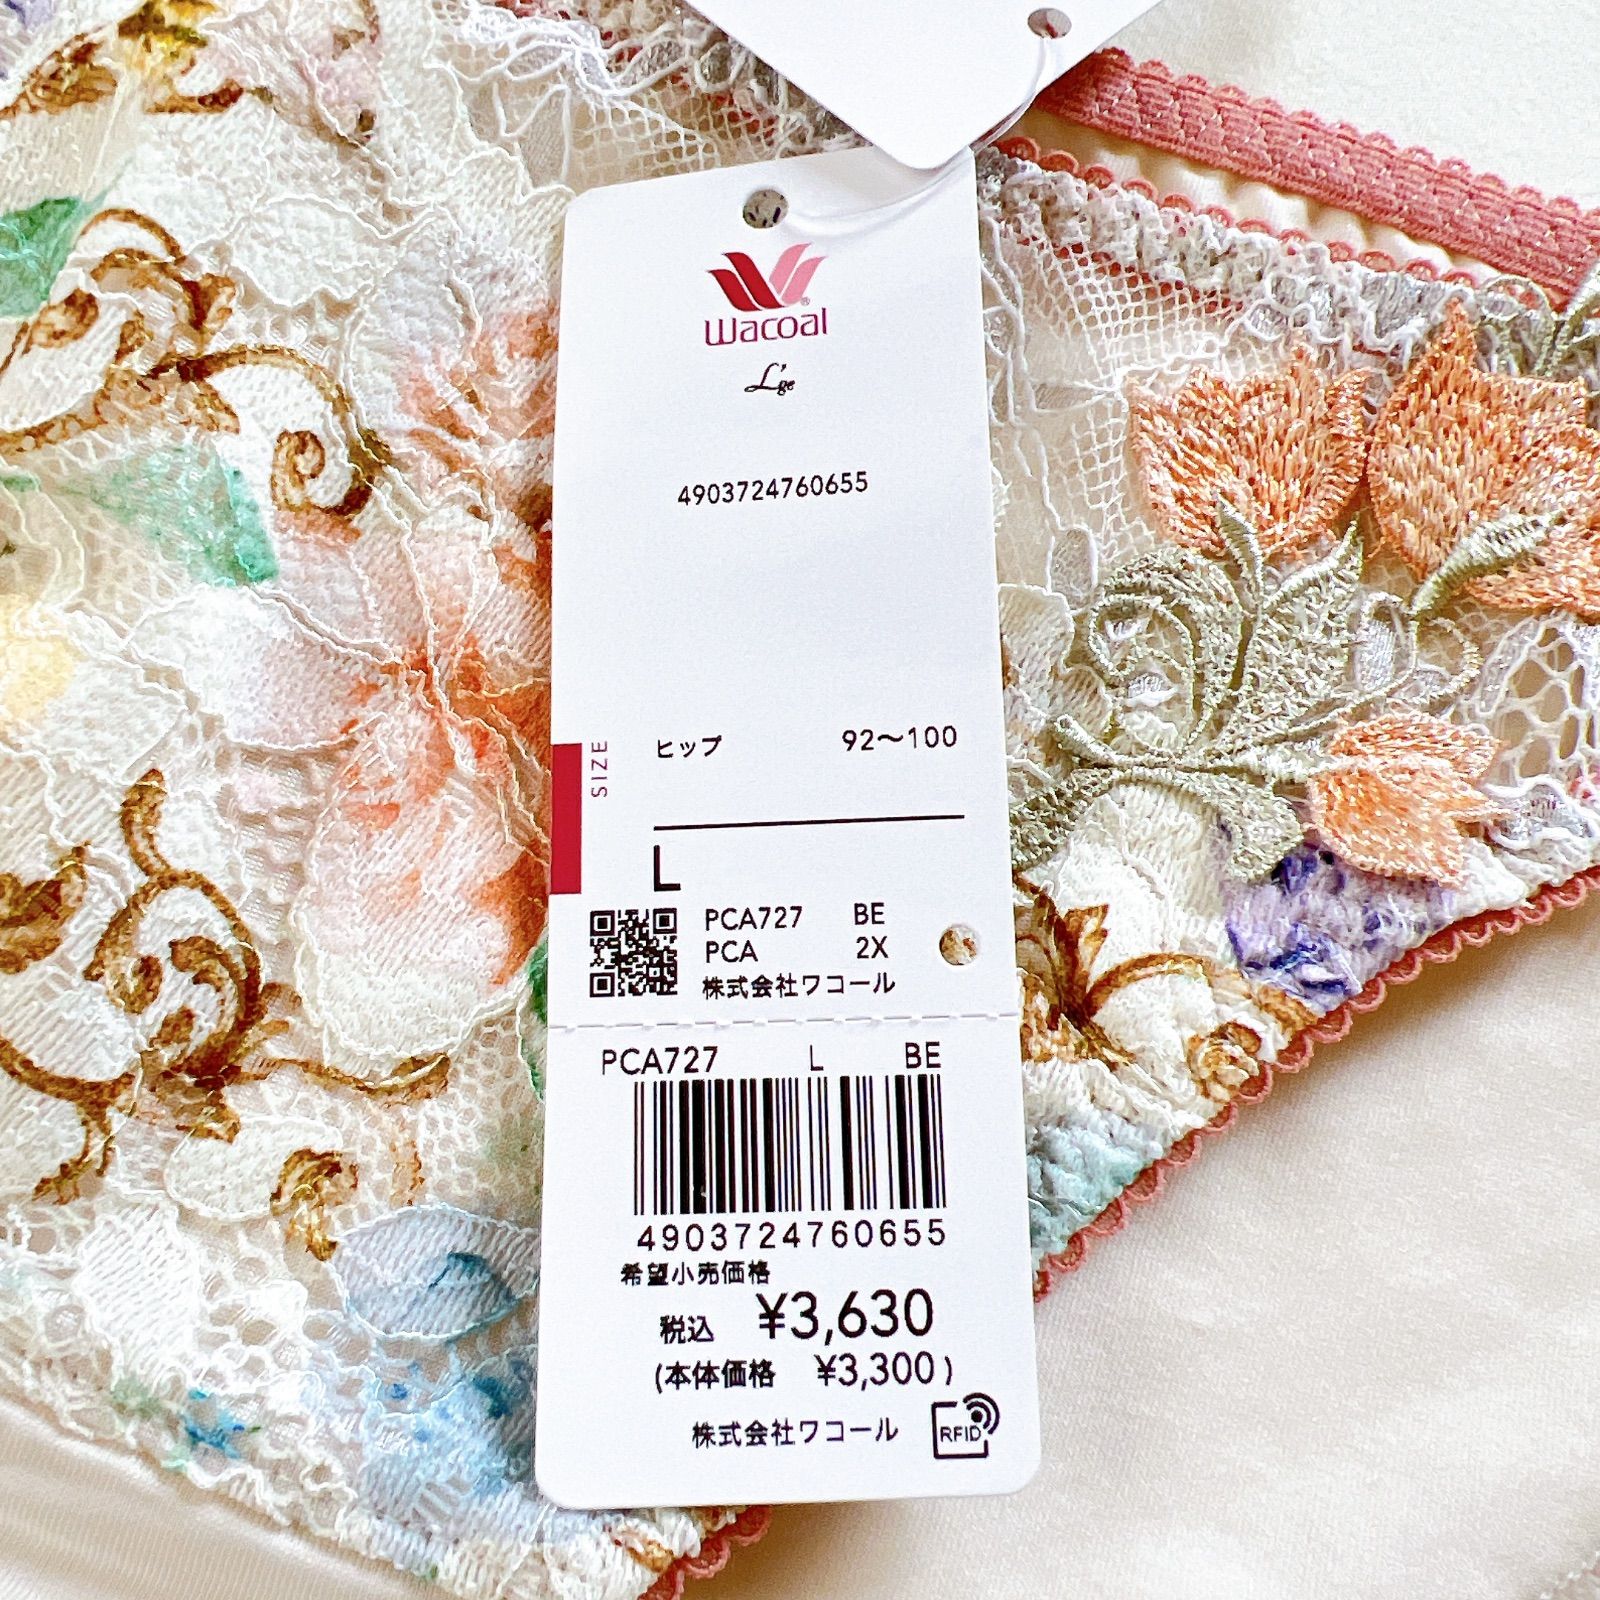 Wacoal
L'ge
4903724760655
SIZE
ヒップ 92～100
L
PCA727 BE
PCA 2X
株式会社ワコール
PCA727 L BE
4903724760655
希望小売価格
税込 ¥3,630
(本体価格 ¥3,300)
株式会社ワコール
RFID